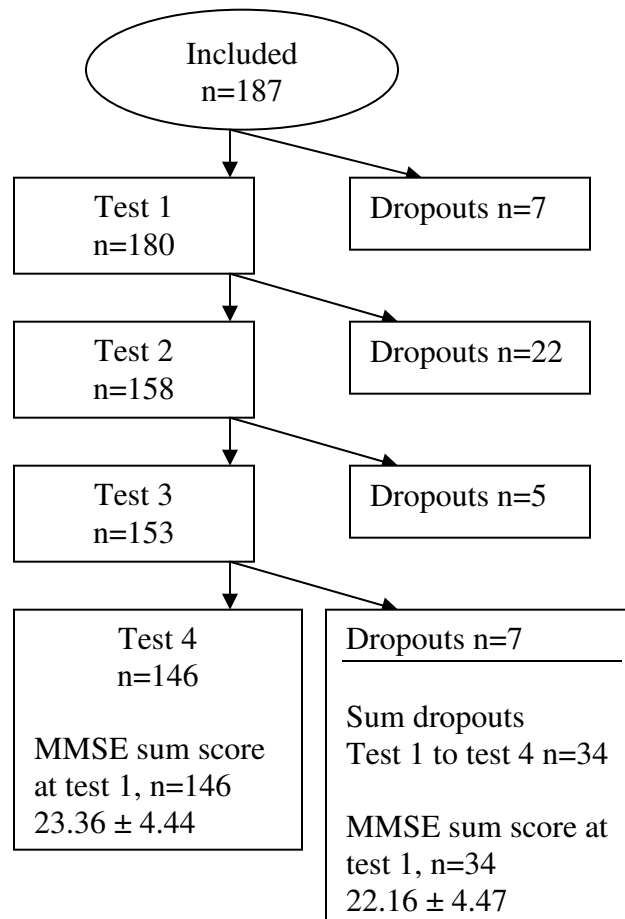 Included
n=187
Test 1
n=180
Dropouts n=7
Test 2
n=158
Dropouts n=22
Test 3
n=153
Dropouts n=5
Test 4
n=146
MMSE sum score
at test 1, n=146
23.36 ± 4.44
Dropouts n=7
Sum dropouts
Test 1 to test 4 n=34
MMSE sum score at
test 1, n=34
22.16 ± 4.47